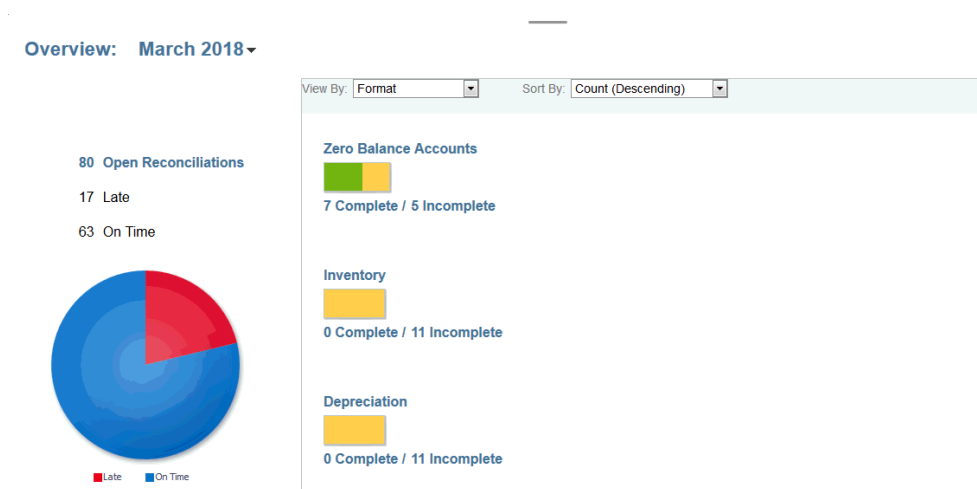 Overview: March 2018
View By: Format Sort By: Count (Descending)
80 Open Reconciliations
17 Late
63 On Time
Late On Time
Zero Balance Accounts
7 Complete / 5 Incomplete
Inventory
0 Complete / 11 Incomplete
Depreciation
0 Complete / 11 Incomplete